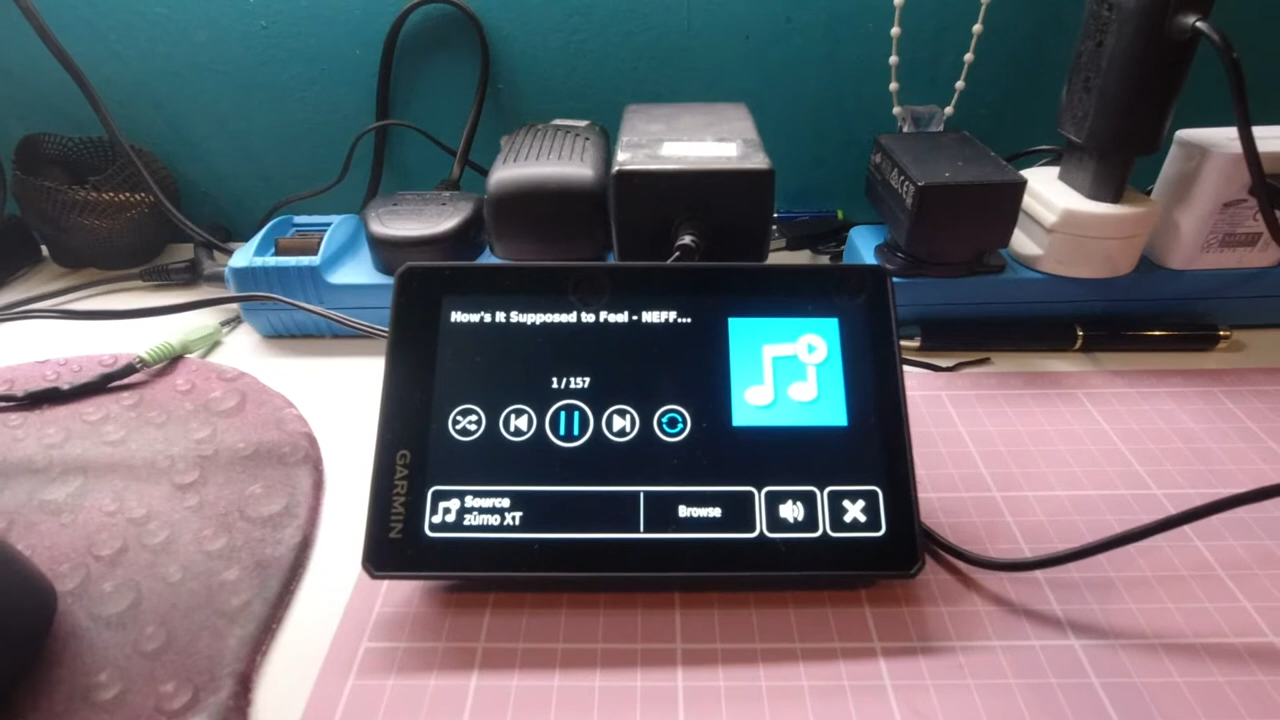 How's It Supposed to Feel - NEFF...
1 / 157
GARMIN
Source
zūmo XT
Browse